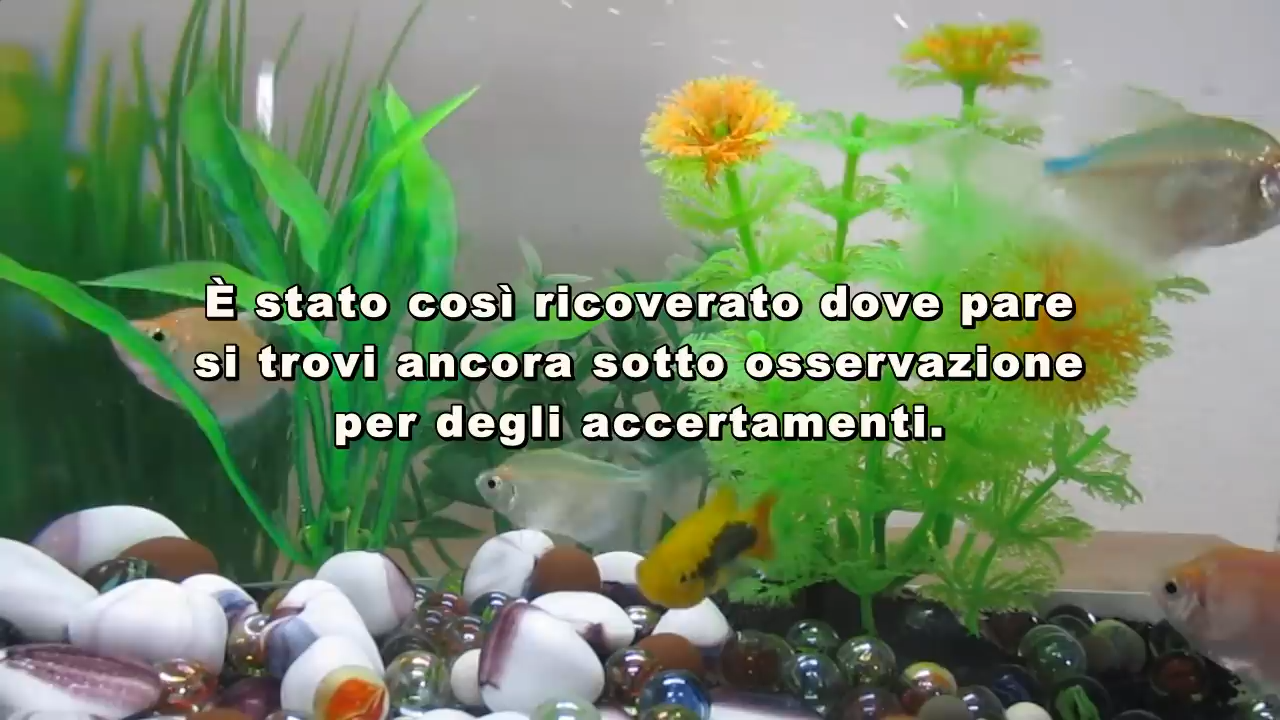 È stato così ricoverato dove pare
si trovi ancora sotto osservazione
per degli accertamenti.